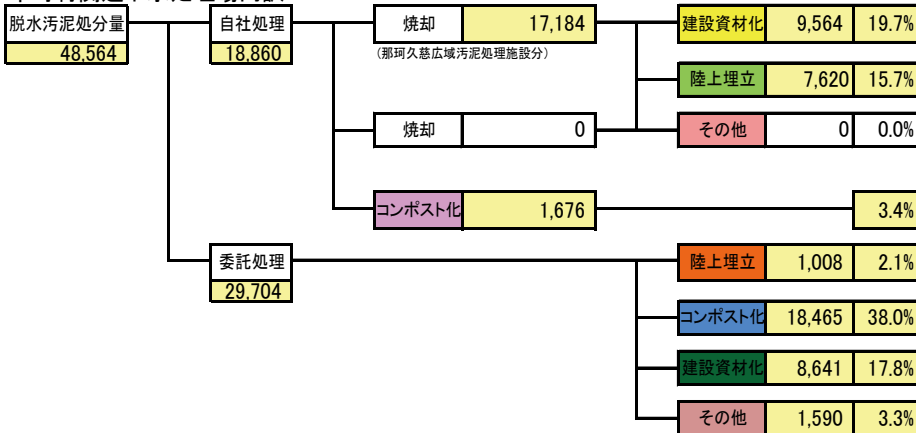 脱水汚泥処分量 自社処理 焼却 17,184 建設資材化 9,564 19.7%
48,564 18,860 (那珂久慈広域汚泥処理施設分)
陸上埋立 7,620 15.7%
焼却 0 その他 0 0.0%
コンポスト化 1,676 3.4%
委託処理 陸上埋立 1,008 2.1%
29,704
コンポスト化 18,465 38.0%
建設資材化 8,641 17.8%
その他 1,590 3.3%